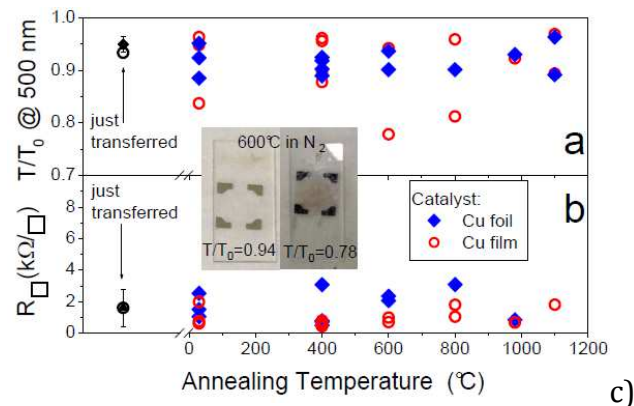 T/T₀ @ 500 nm
1.0
0.9
0.8
0.7
just
transferred
600°C in N₂
a
just
transferred
b
Catalyst:
Cu foil
Cu film
T/T₀=0.94
T/T₀=0.78
R□(kΩ/□)
8
6
4
2
0
0 200 400 600 800 1000 1200
Annealing Temperature (°C)
c)